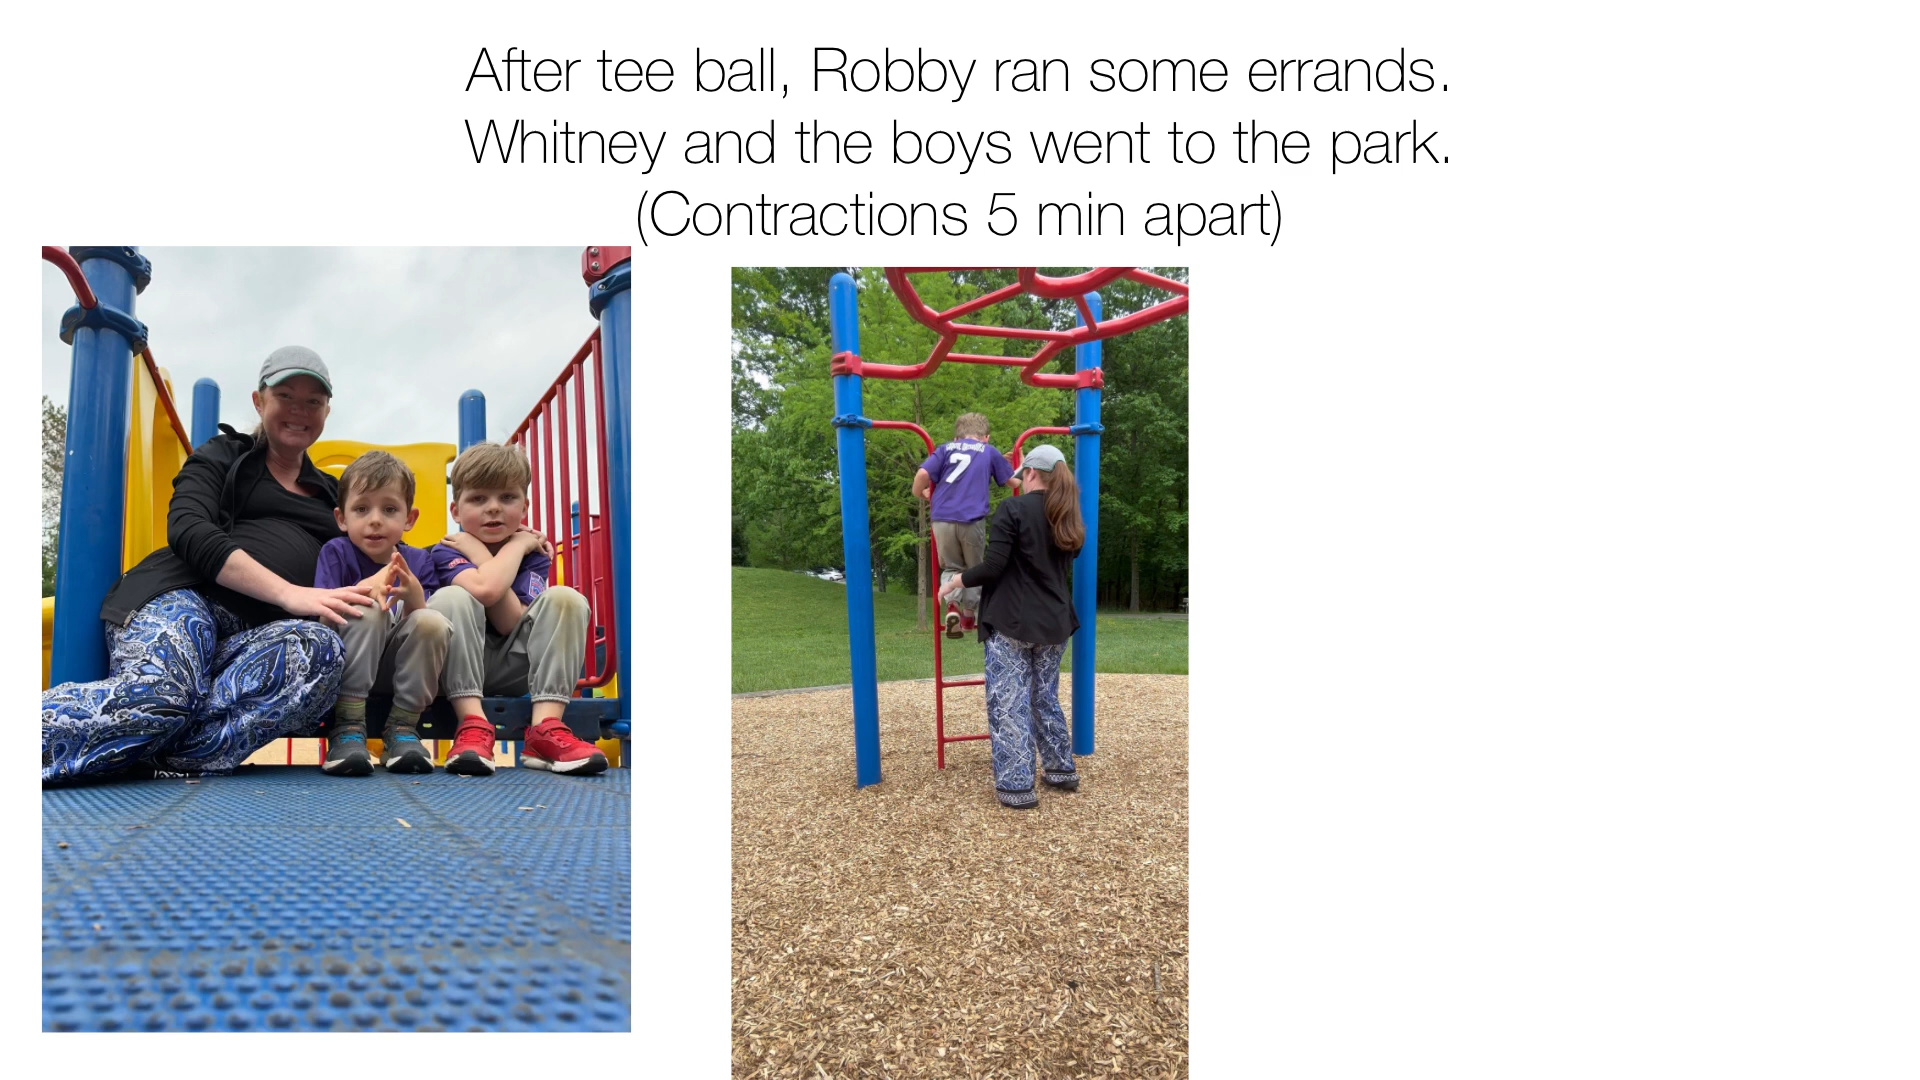 After tee ball, Robby ran some errands.
Whitney and the boys went to the park.
(Contractions 5 min apart)
7